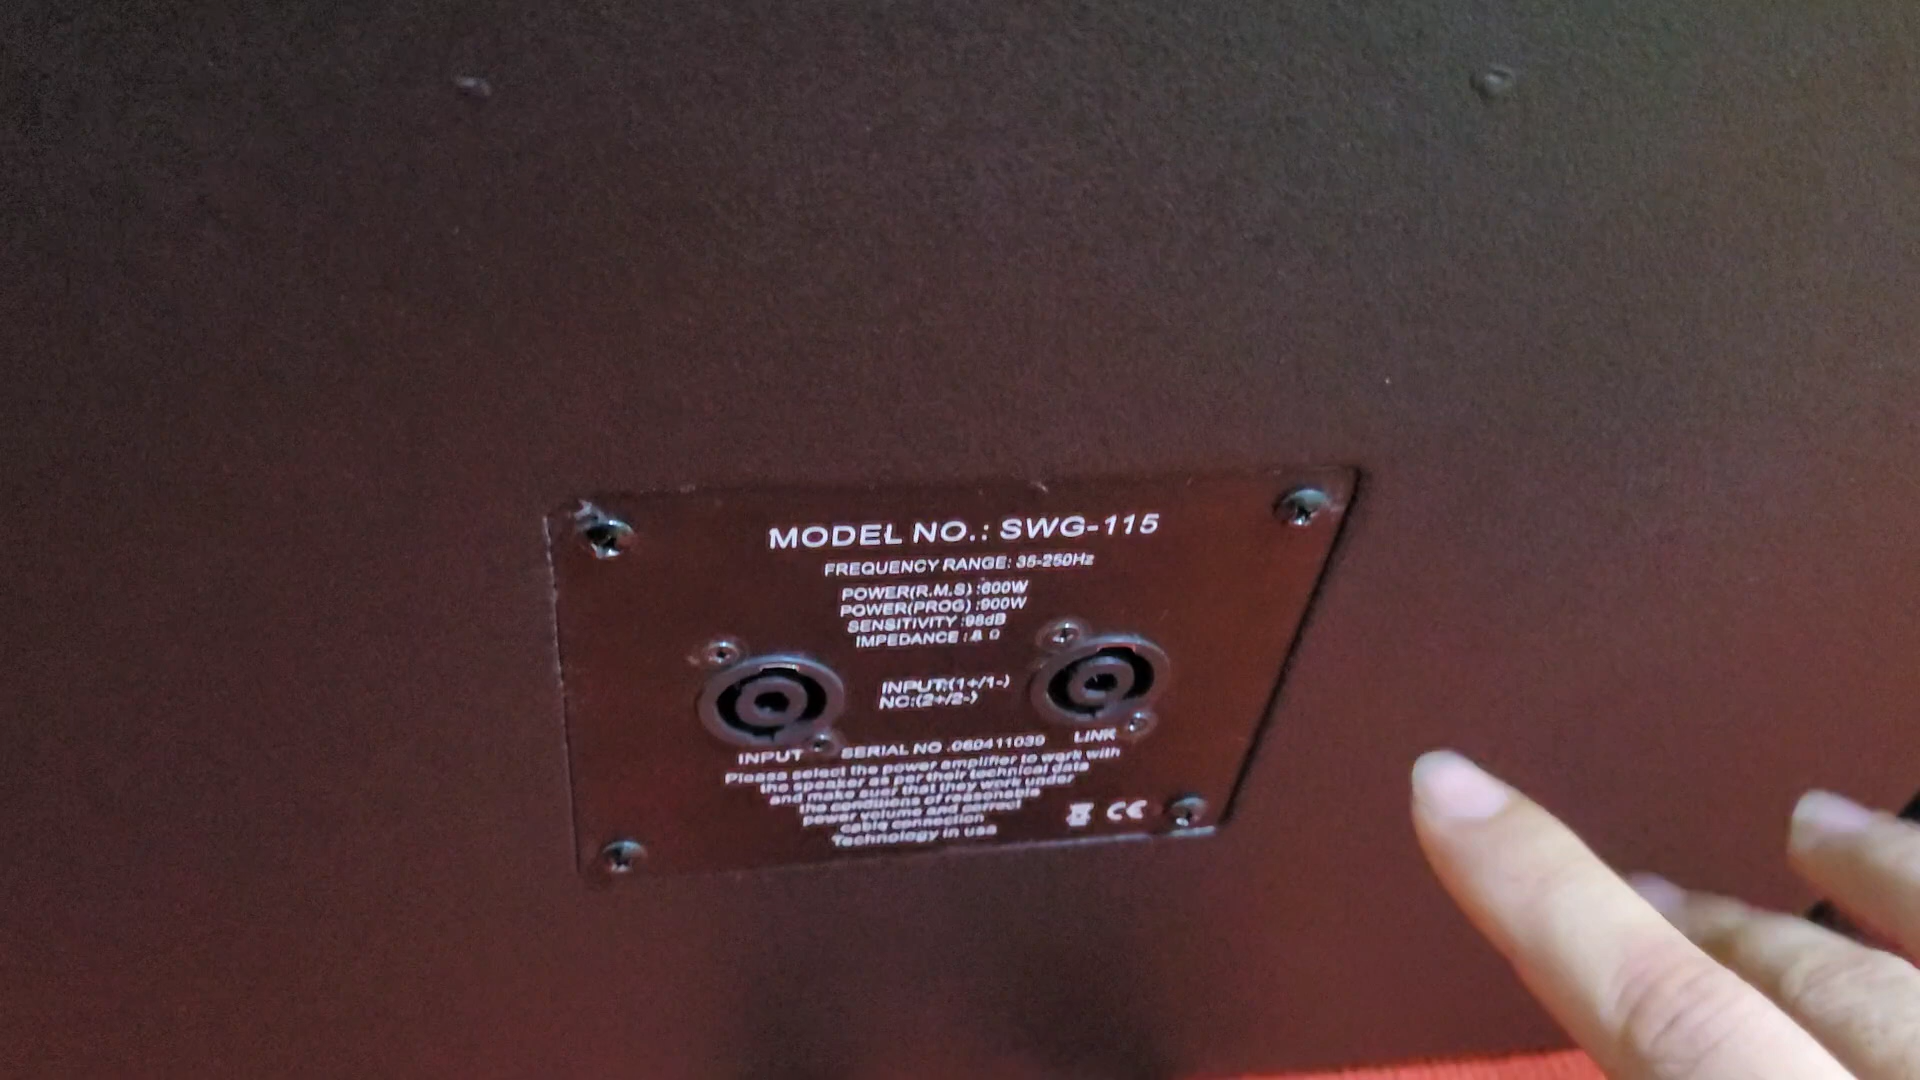 MODEL NO.: SWG-115
FREQUENCY RANGE: 35-250Hz
POWER(R.M.S) :600W
POWER(PROG) :900W
SENSITIVITY :98dB
IMPEDANCE : 8 Ω
INPUT:(1+/1-)
NC:(2+/2-)
INPUT
SERIAL NO .060411039
LINK
Please select the power amplifier to work with
the speaker as per their technical data
and make suer that they work under
the conditions of reasonable
power volume and correct
cable connection
Technology in usa
CE